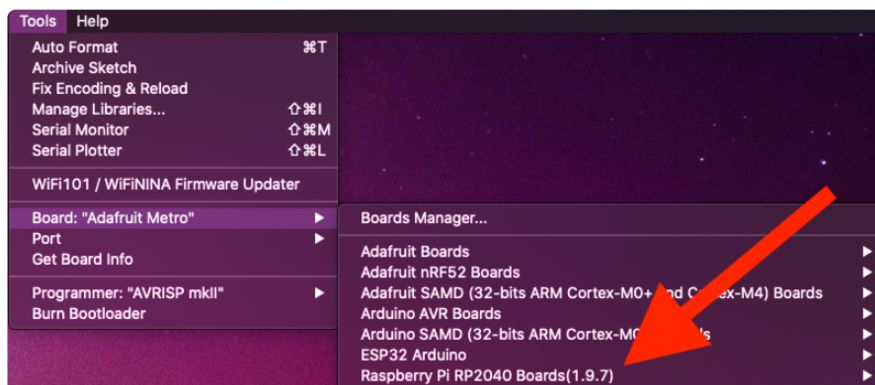 Tools Help
Auto Format ⌘T
Archive Sketch
Fix Encoding & Reload
Manage Libraries... ⇧⌘I
Serial Monitor ⇧⌘M
Serial Plotter ⇧⌘L
WiFi101 / WiFiNINA Firmware Updater
Board: "Adafruit Metro"
Port
Get Board Info
Programmer: "AVRISP mkII"
Burn Bootloader
Boards Manager...
Adafruit Boards
Adafruit nRF52 Boards
Adafruit SAMD (32-bits ARM Cortex-M0+ and Cortex-M4) Boards
Arduino AVR Boards
Arduino SAMD (32-bits ARM
ESP32 Arduino
Raspberry Pi RP2040 Boards(1.9.7)